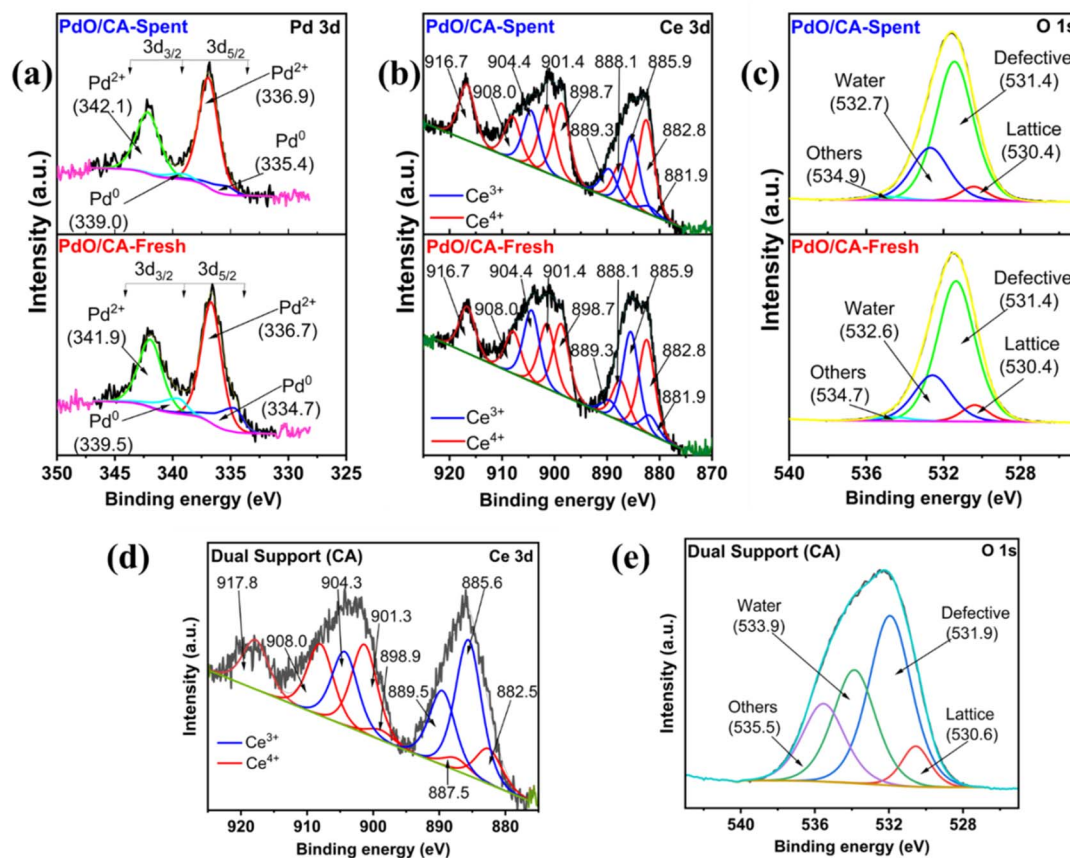 (a)
PdO/CA-Spent
Pd 3d
3d3/2
3d5/2
Pd2+
(342.1)
Pd2+
(336.9)
Pd0
(335.4)
Pd0
(339.0)
PdO/CA-Fresh
3d3/2
3d5/2
Pd2+
(341.9)
Pd2+
(336.7)
Pd0
(334.7)
Pd0
(339.5)
Intensity (a.u.)
350 345 340 335 330 325
Binding energy (eV)
(b)
PdO/CA-Spent
Ce 3d
916.7
904.4
901.4
888.1
885.9
908.0
898.7
889.3
882.8
881.9
Ce3+
Ce4+
PdO/CA-Fresh
916.7
904.4
901.4
888.1
885.9
908.0
898.7
889.3
882.8
881.9
Ce3+
Ce4+
Intensity (a.u.)
920 910 900 890 880 870
Binding energy (eV)
(c)
PdO/CA-Spent
O 1s
Defective
(531.4)
Water
(532.7)
Lattice
(530.4)
Others
(534.9)
PdO/CA-Fresh
Defective
(531.4)
Water
(532.6)
Lattice
(530.4)
Others
(534.7)
Intensity (a.u.)
540 535 530 525
Binding energy (eV)
(d)
Dual Support (CA)
Ce 3d
917.8
904.3
885.6
908.0
901.3
898.9
889.5
882.5
887.5
Ce3+
Ce4+
Intensity (a.u.)
920 910 900 890 880
Binding energy (eV)
(e)
Dual Support (CA)
O 1s
Water
(533.9)
Defective
(531.9)
Others
(535.5)
Lattice
(530.6)
Intensity (a.u.)
540 536 532 528
Binding energy (eV)